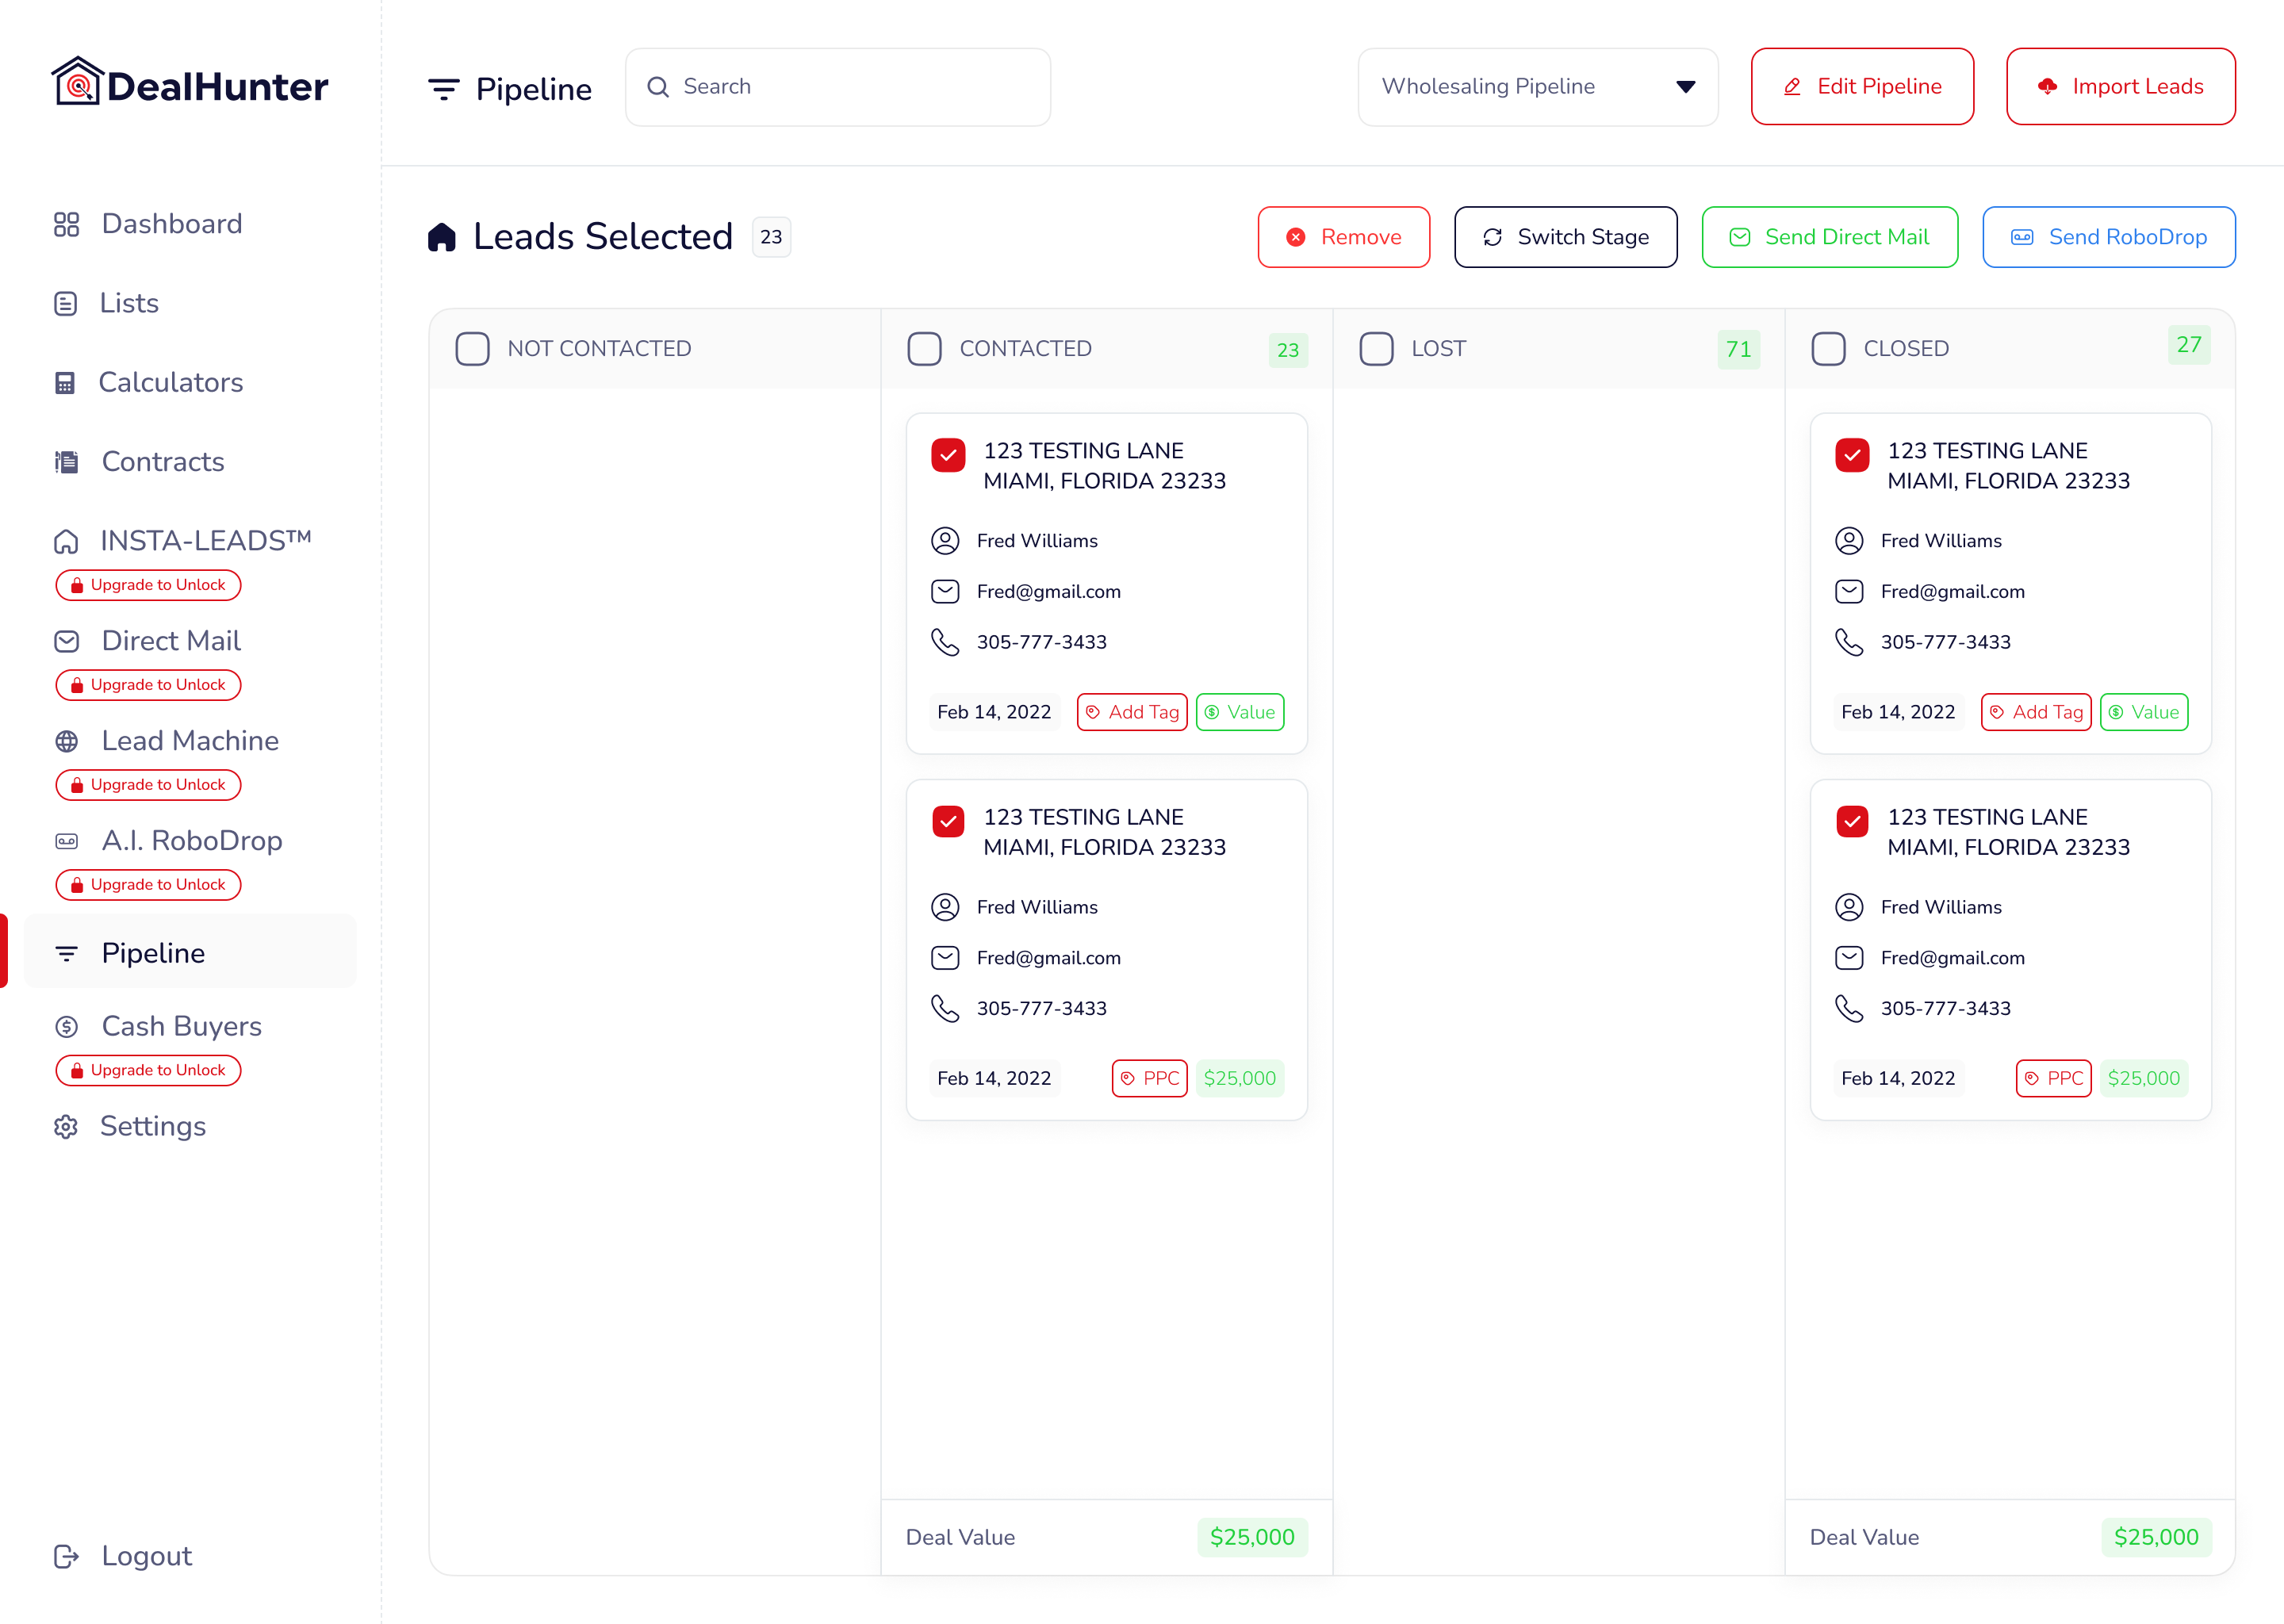 DealHunter
Dashboard
Lists
Calculators
Contracts
INSTA-LEADS™
Upgrade to Unlock
Direct Mail
Upgrade to Unlock
Lead Machine
Upgrade to Unlock
A.I. RoboDrop
Upgrade to Unlock
Pipeline
Cash Buyers
Upgrade to Unlock
Settings
Logout
Pipeline
Search
Wholesaling Pipeline
Edit Pipeline
Import Leads
Leads Selected 23
Remove
Switch Stage
Send Direct Mail
Send RoboDrop
NOT CONTACTED
CONTACTED 23
123 TESTING LANE
MIAMI, FLORIDA 23233
Fred Williams
Fred@gmail.com
305-777-3433
Feb 14, 2022 Add Tag Value
123 TESTING LANE
MIAMI, FLORIDA 23233
Fred Williams
Fred@gmail.com
305-777-3433
Feb 14, 2022 PPC $25,000
Deal Value $25,000
LOST 71
CLOSED 27
123 TESTING LANE
MIAMI, FLORIDA 23233
Fred Williams
Fred@gmail.com
305-777-3433
Feb 14, 2022 Add Tag Value
123 TESTING LANE
MIAMI, FLORIDA 23233
Fred Williams
Fred@gmail.com
305-777-3433
Feb 14, 2022 PPC $25,000
Deal Value $25,000